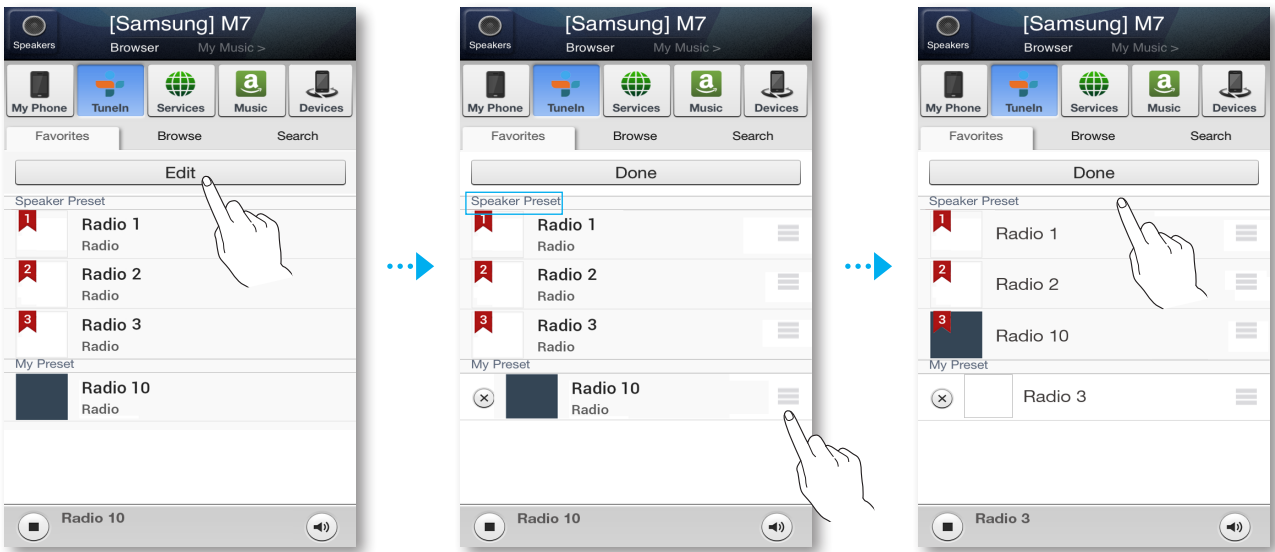 [Samsung] M7
Speakers
Browser My Music >
My Phone TuneIn Services Music Devices
Favorites Browse Search
Edit
Speaker Preset
1 Radio 1
Radio
2 Radio 2
Radio
3 Radio 3
Radio
My Preset
Radio 10
Radio
Radio 10
[Samsung] M7
Speakers
Browser My Music >
a
My Phone TuneIn Services Music Devices
Favorites Browse Search
Done
Speaker Preset
1 Radio 1
Radio
2 Radio 2
Radio
3 Radio 3
Radio
My Preset
Radio 10
Radio
Radio 10
[Samsung] M7
Speakers
Browser My Music >
a
My Phone TuneIn Services Music Devices
Favorites Browse Search
Done
Speaker Preset
1 Radio 1
2 Radio 2
3 Radio 10
My Preset
Radio 3
Radio 3